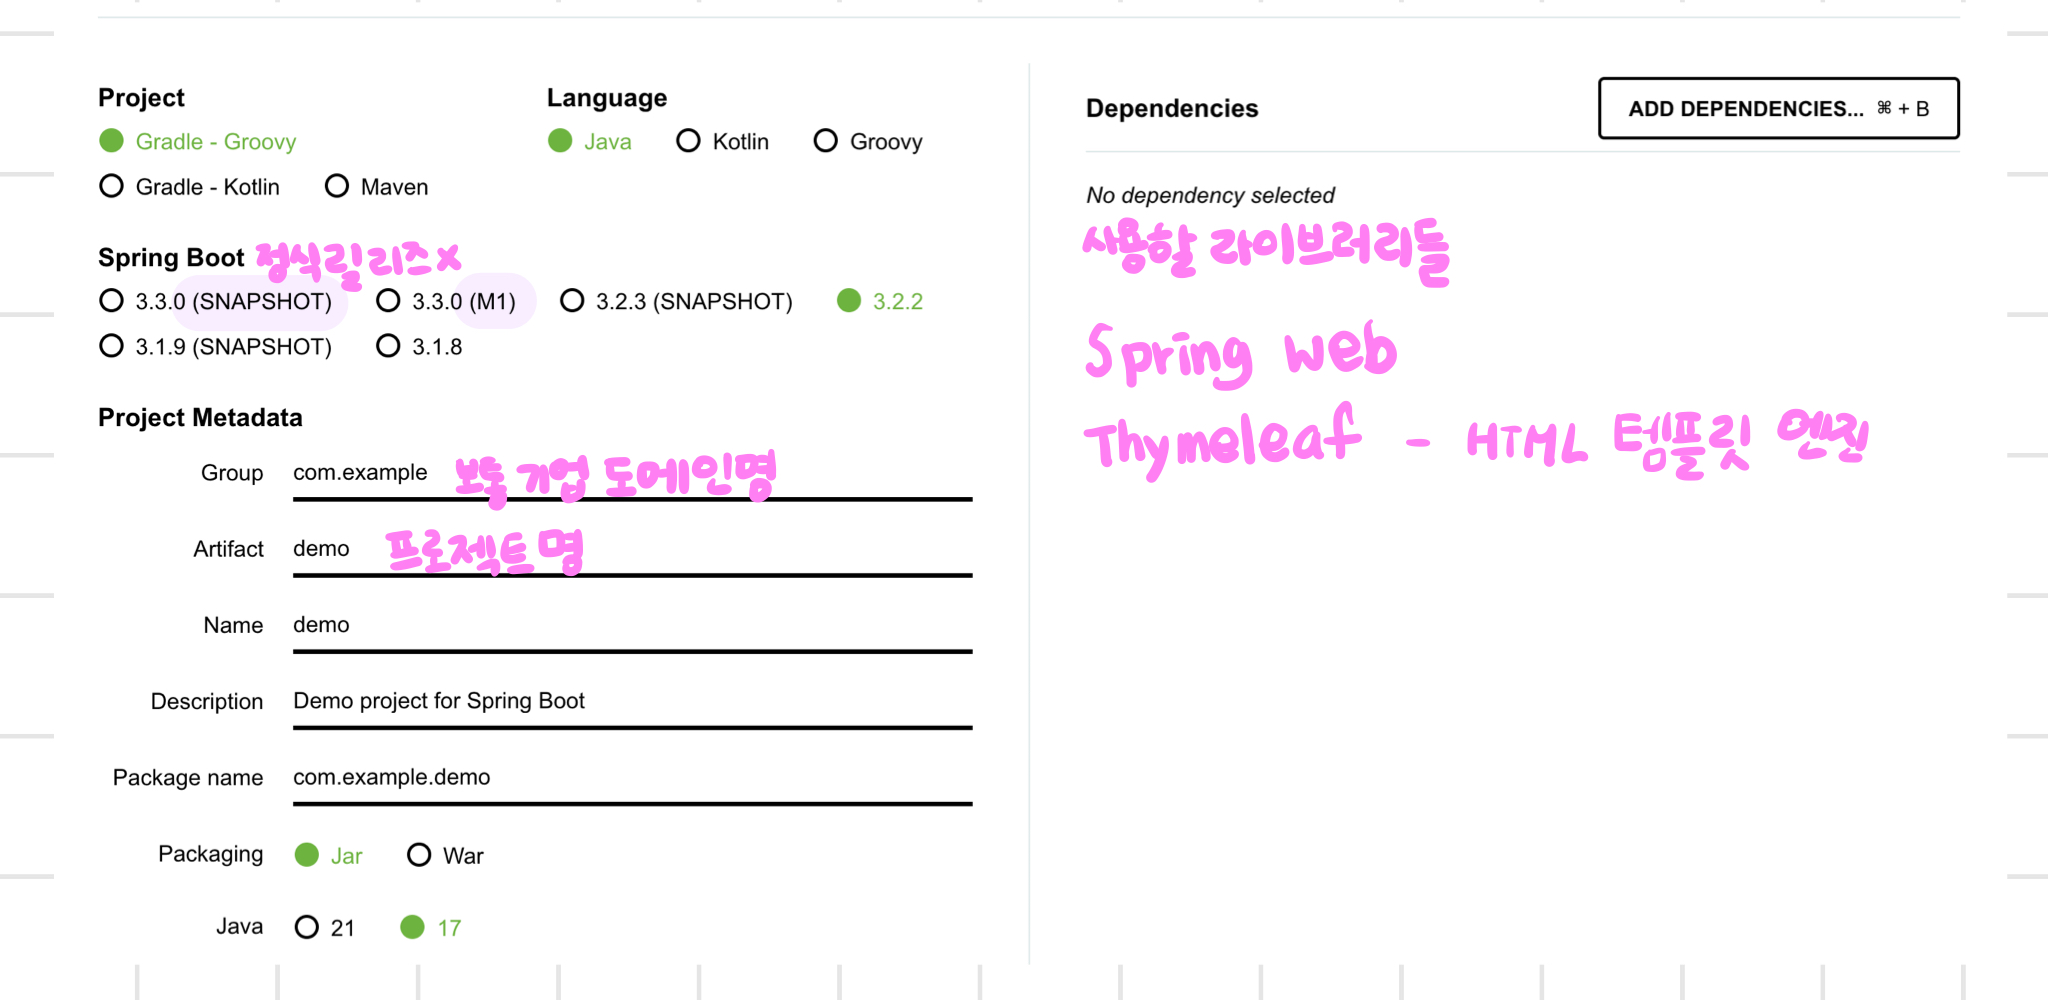 Project
Gradle - Groovy
Gradle - Kotlin Maven
Language
Java Kotlin Groovy
Spring Boot 정식릴리즈 X
3.3.0 (SNAPSHOT) 3.3.0 (M1) 3.2.3 (SNAPSHOT) 3.2.2
3.1.9 (SNAPSHOT) 3.1.8
Project Metadata
Group com.example 보통 기업 도메인명
Artifact demo 프로젝트명
Name demo
Description Demo project for Spring Boot
Package name com.example.demo
Packaging Jar War
Java 21 17
Dependencies ADD DEPENDENCIES... ⌘ + B
No dependency selected
사용할 라이브러리들
Spring web
Thymeleaf - HTML 템플릿 엔진